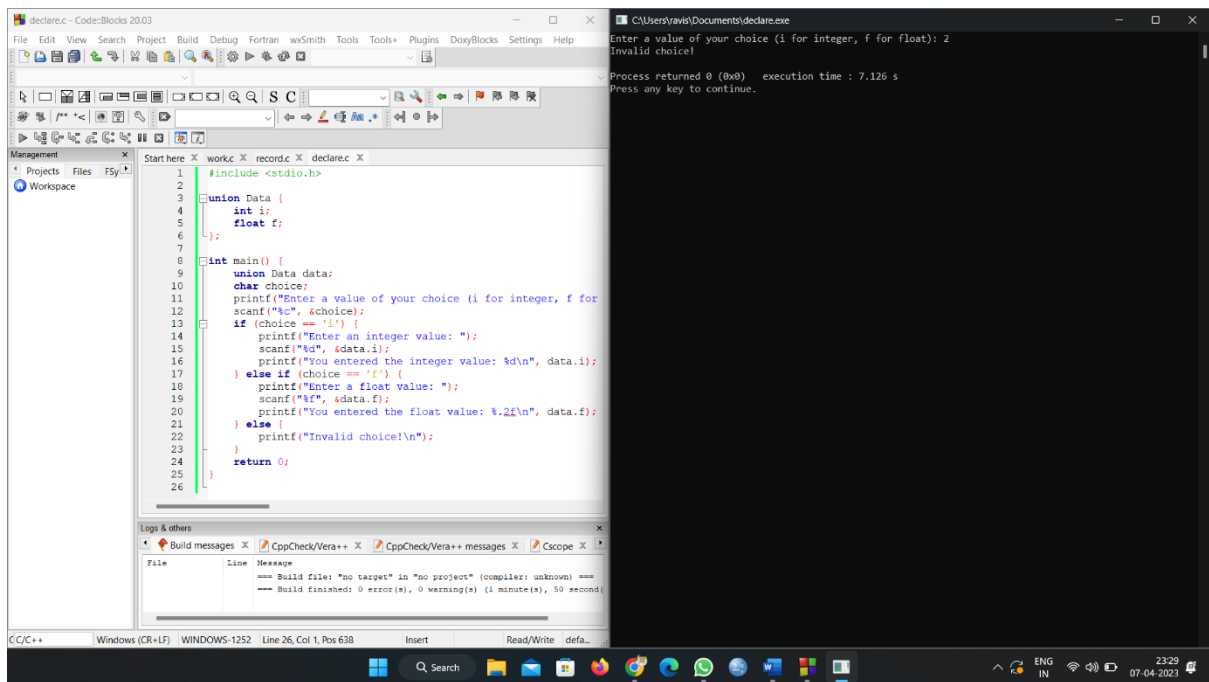 declare.c - Code::Blocks 20.03
File Edit View Search Project Build Debug Fortran wxSmith Tools Tools+ Plugins DoxyBlocks Settings Help
S C
/** *<
Aa .*
Management
Projects Files FSy
Workspace
Start here work.c record.c declare.c
1 #include <stdio.h>
2
3 union Data {
4 int i;
5 float f;
6 };
7
8 int main() {
9 union Data data;
10 char choice;
11 printf("Enter a value of your choice (i for integer, f for
12 scanf("%c", &choice);
13 if (choice == 'i') {
14 printf("Enter an integer value: ");
15 scanf("%d", &data.i);
16 printf("You entered the integer value: %d\n", data.i);
17 } else if (choice == 'f') {
18 printf("Enter a float value: ");
19 scanf("%f", &data.f);
20 printf("You entered the float value: %.2f\n", data.f);
21 } else {
22 printf("Invalid choice!\n");
23 }
24 return 0;
25 }
26
Logs & others
Build messages CppCheck/Vera++ CppCheck/Vera++ messages Cscope
File Line Message
=== Build file: "no target" in "no project" (compiler: unknown) ===
=== Build finished: 0 error(s), 0 warning(s) (1 minute(s), 50 second(
C/C++ Windows (CR+LF) WINDOWS-1252 Line 26, Col 1, Pos 638 Insert Read/Write defa...
C:\Users\ravis\Documents\declare.exe
Enter a value of your choice (i for integer, f for float): 2
Invalid choice!
Process returned 0 (0x0) execution time : 7.126 s
Press any key to continue.
Search
ENG
IN
23:29
07-04-2023